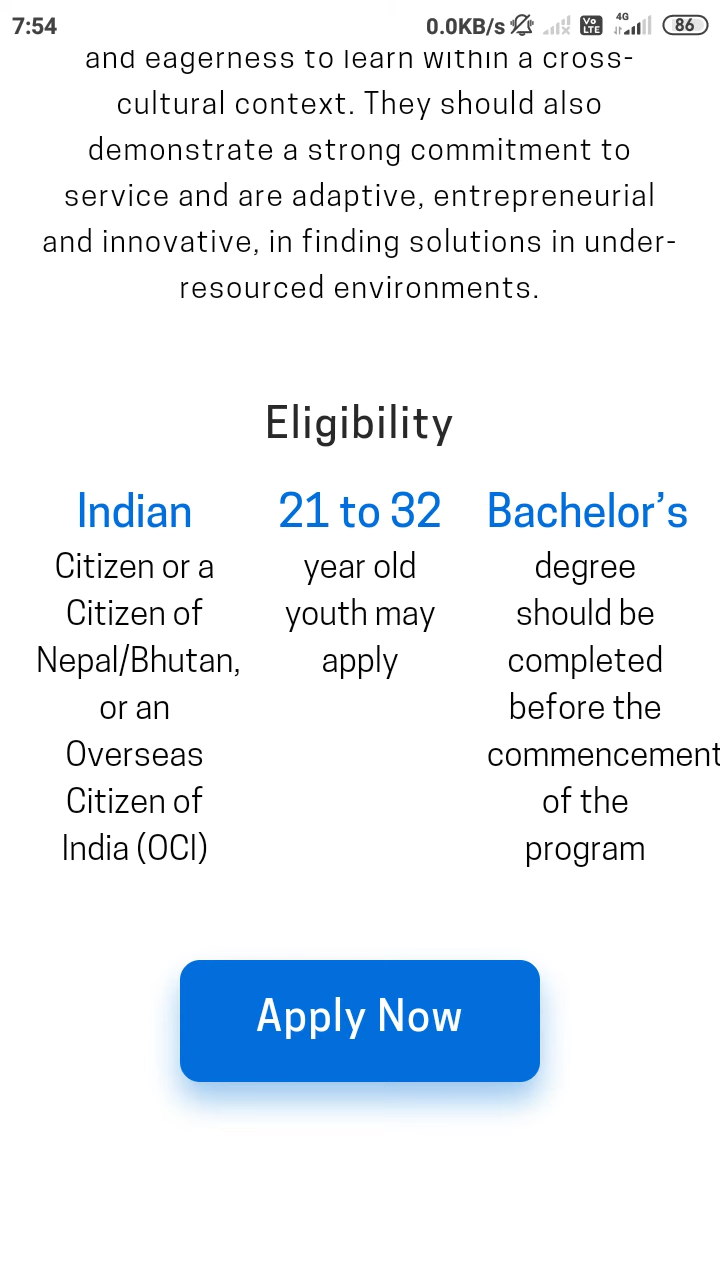 7:54
0.0KB/s
Vo
LTE
4G
86
and eagerness to learn within a cross-
cultural context. They should also
demonstrate a strong commitment to
service and are adaptive, entrepreneurial
and innovative, in finding solutions in under-
resourced environments.
Eligibility
Indian
Citizen or a
Citizen of
Nepal/Bhutan,
or an
Overseas
Citizen of
India (OCI)
21 to 32
year old
youth may
apply
Bachelor's
degree
should be
completed
before the
commencement
of the
program
Apply Now